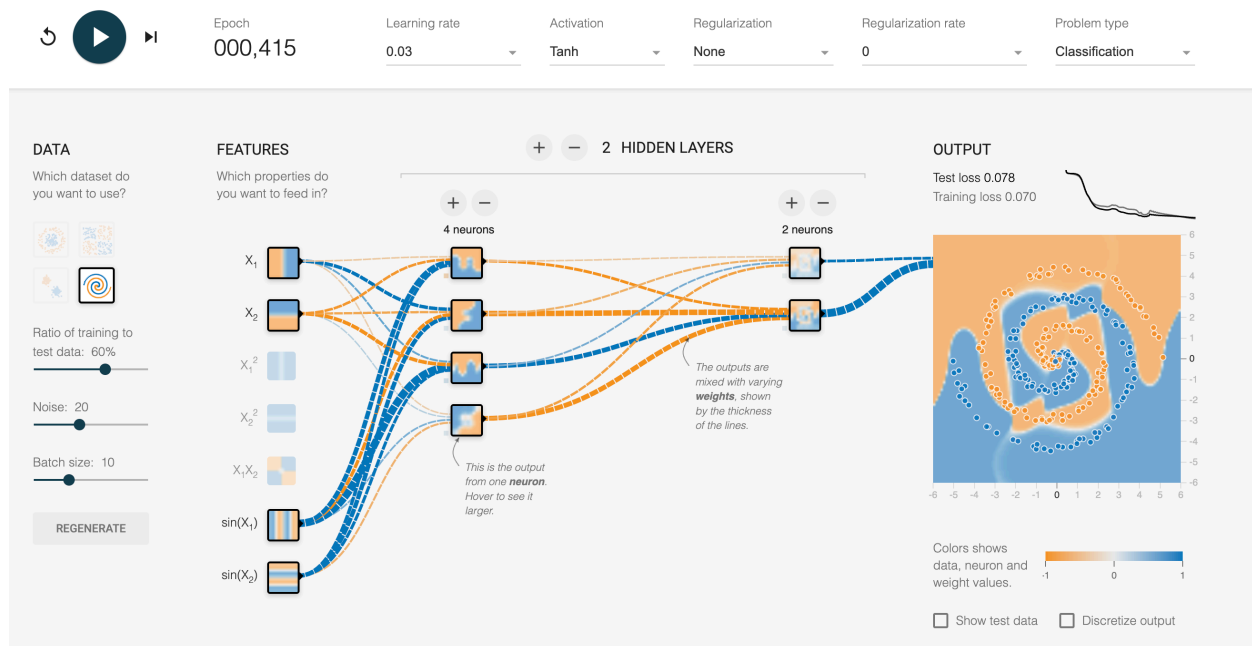 Epoch
000,415
Learning rate
0.03
Activation
Tanh
Regularization
None
Regularization rate
0
Problem type
Classification
DATA
Which dataset do
you want to use?
Ratio of training to
test data: 60%
Noise: 20
Batch size: 10
REGENERATE
FEATURES
Which properties do
you want to feed in?
X1
X2
X1²
X2²
X1X2
sin(X1)
sin(X2)
+ − 2 HIDDEN LAYERS
+ −
4 neurons
+ −
2 neurons
This is the output
from one neuron.
Hover to see it
larger.
The outputs are
mixed with varying
weights, shown
by the thickness
of the lines.
OUTPUT
Test loss 0.078
Training loss 0.070
6
5
4
3
2
1
0
-1
-2
-3
-4
-5
-6
-6 -5 -4 -3 -2 -1 0 1 2 3 4 5 6
Colors shows
data, neuron and
weight values.
-1 0 1
Show test data
Discretize output